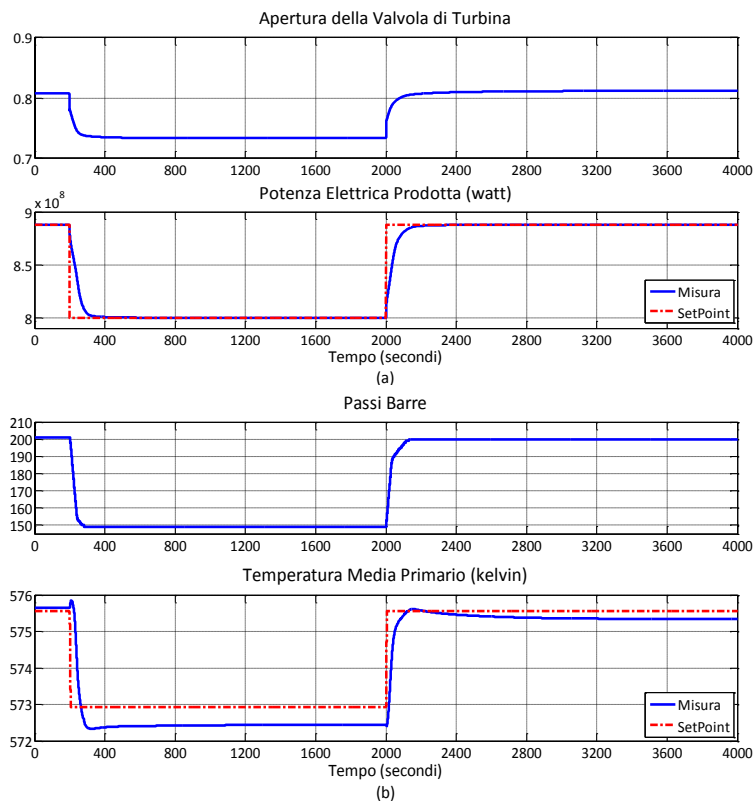 Apertura della Valvola di Turbina
0.9
0.8
0.7
0 400 800 1200 1600 2000 2400 2800 3200 3600 4000
Potenza Elettrica Prodotta (watt)
x 10^8
9
8.5
8
Misura
SetPoint
0 400 800 1200 1600 2000 2400 2800 3200 3600 4000
Tempo (secondi)
(a)
Passi Barre
210
200
190
180
170
160
150
0 400 800 1200 1600 2000 2400 2800 3200 3600 4000
Temperatura Media Primario (kelvin)
576
575
574
573
572
Misura
SetPoint
0 400 800 1200 1600 2000 2400 2800 3200 3600 4000
Tempo (secondi)
(b)